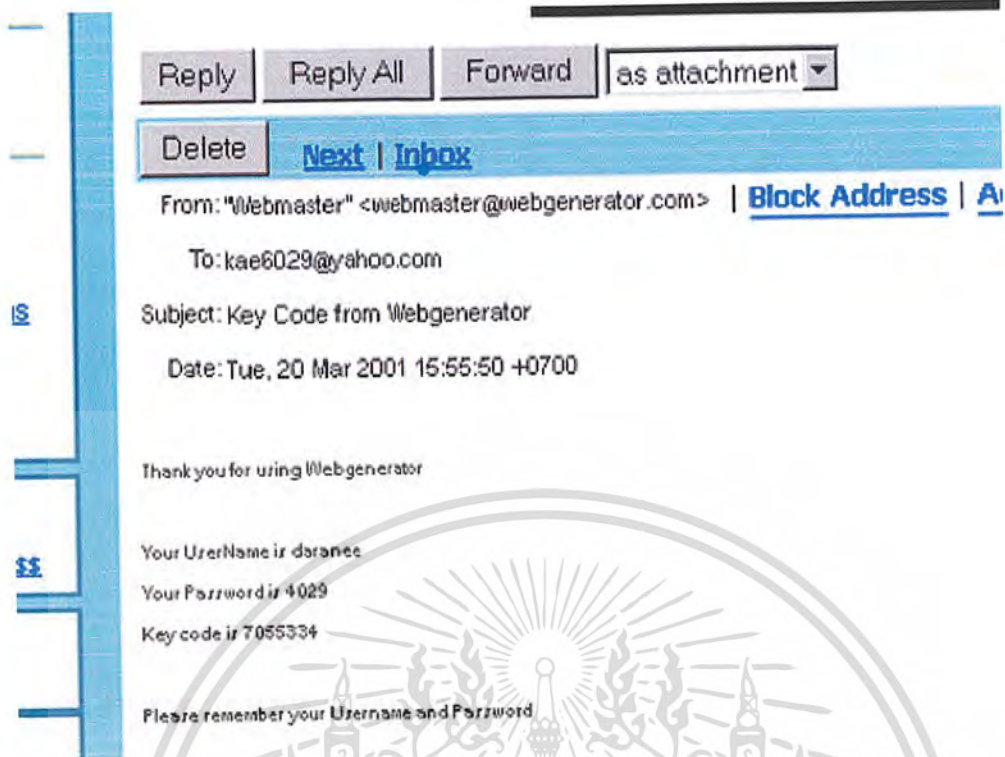 Reply Reply All Forward as attachment
Delete Next | Inbox
From: "Webmaster" <webmaster@webgenerator.com> | Block Address |
To: kae6029@yahoo.com
Subject: Key Code from Webgenerator
Date: Tue, 20 Mar 2001 15:55:50 +0700
Thank you for using Webgenerator
$$
Your UserName is daranee
Your Password is 4029
Key code is 7055334
Please remember your Username and Password